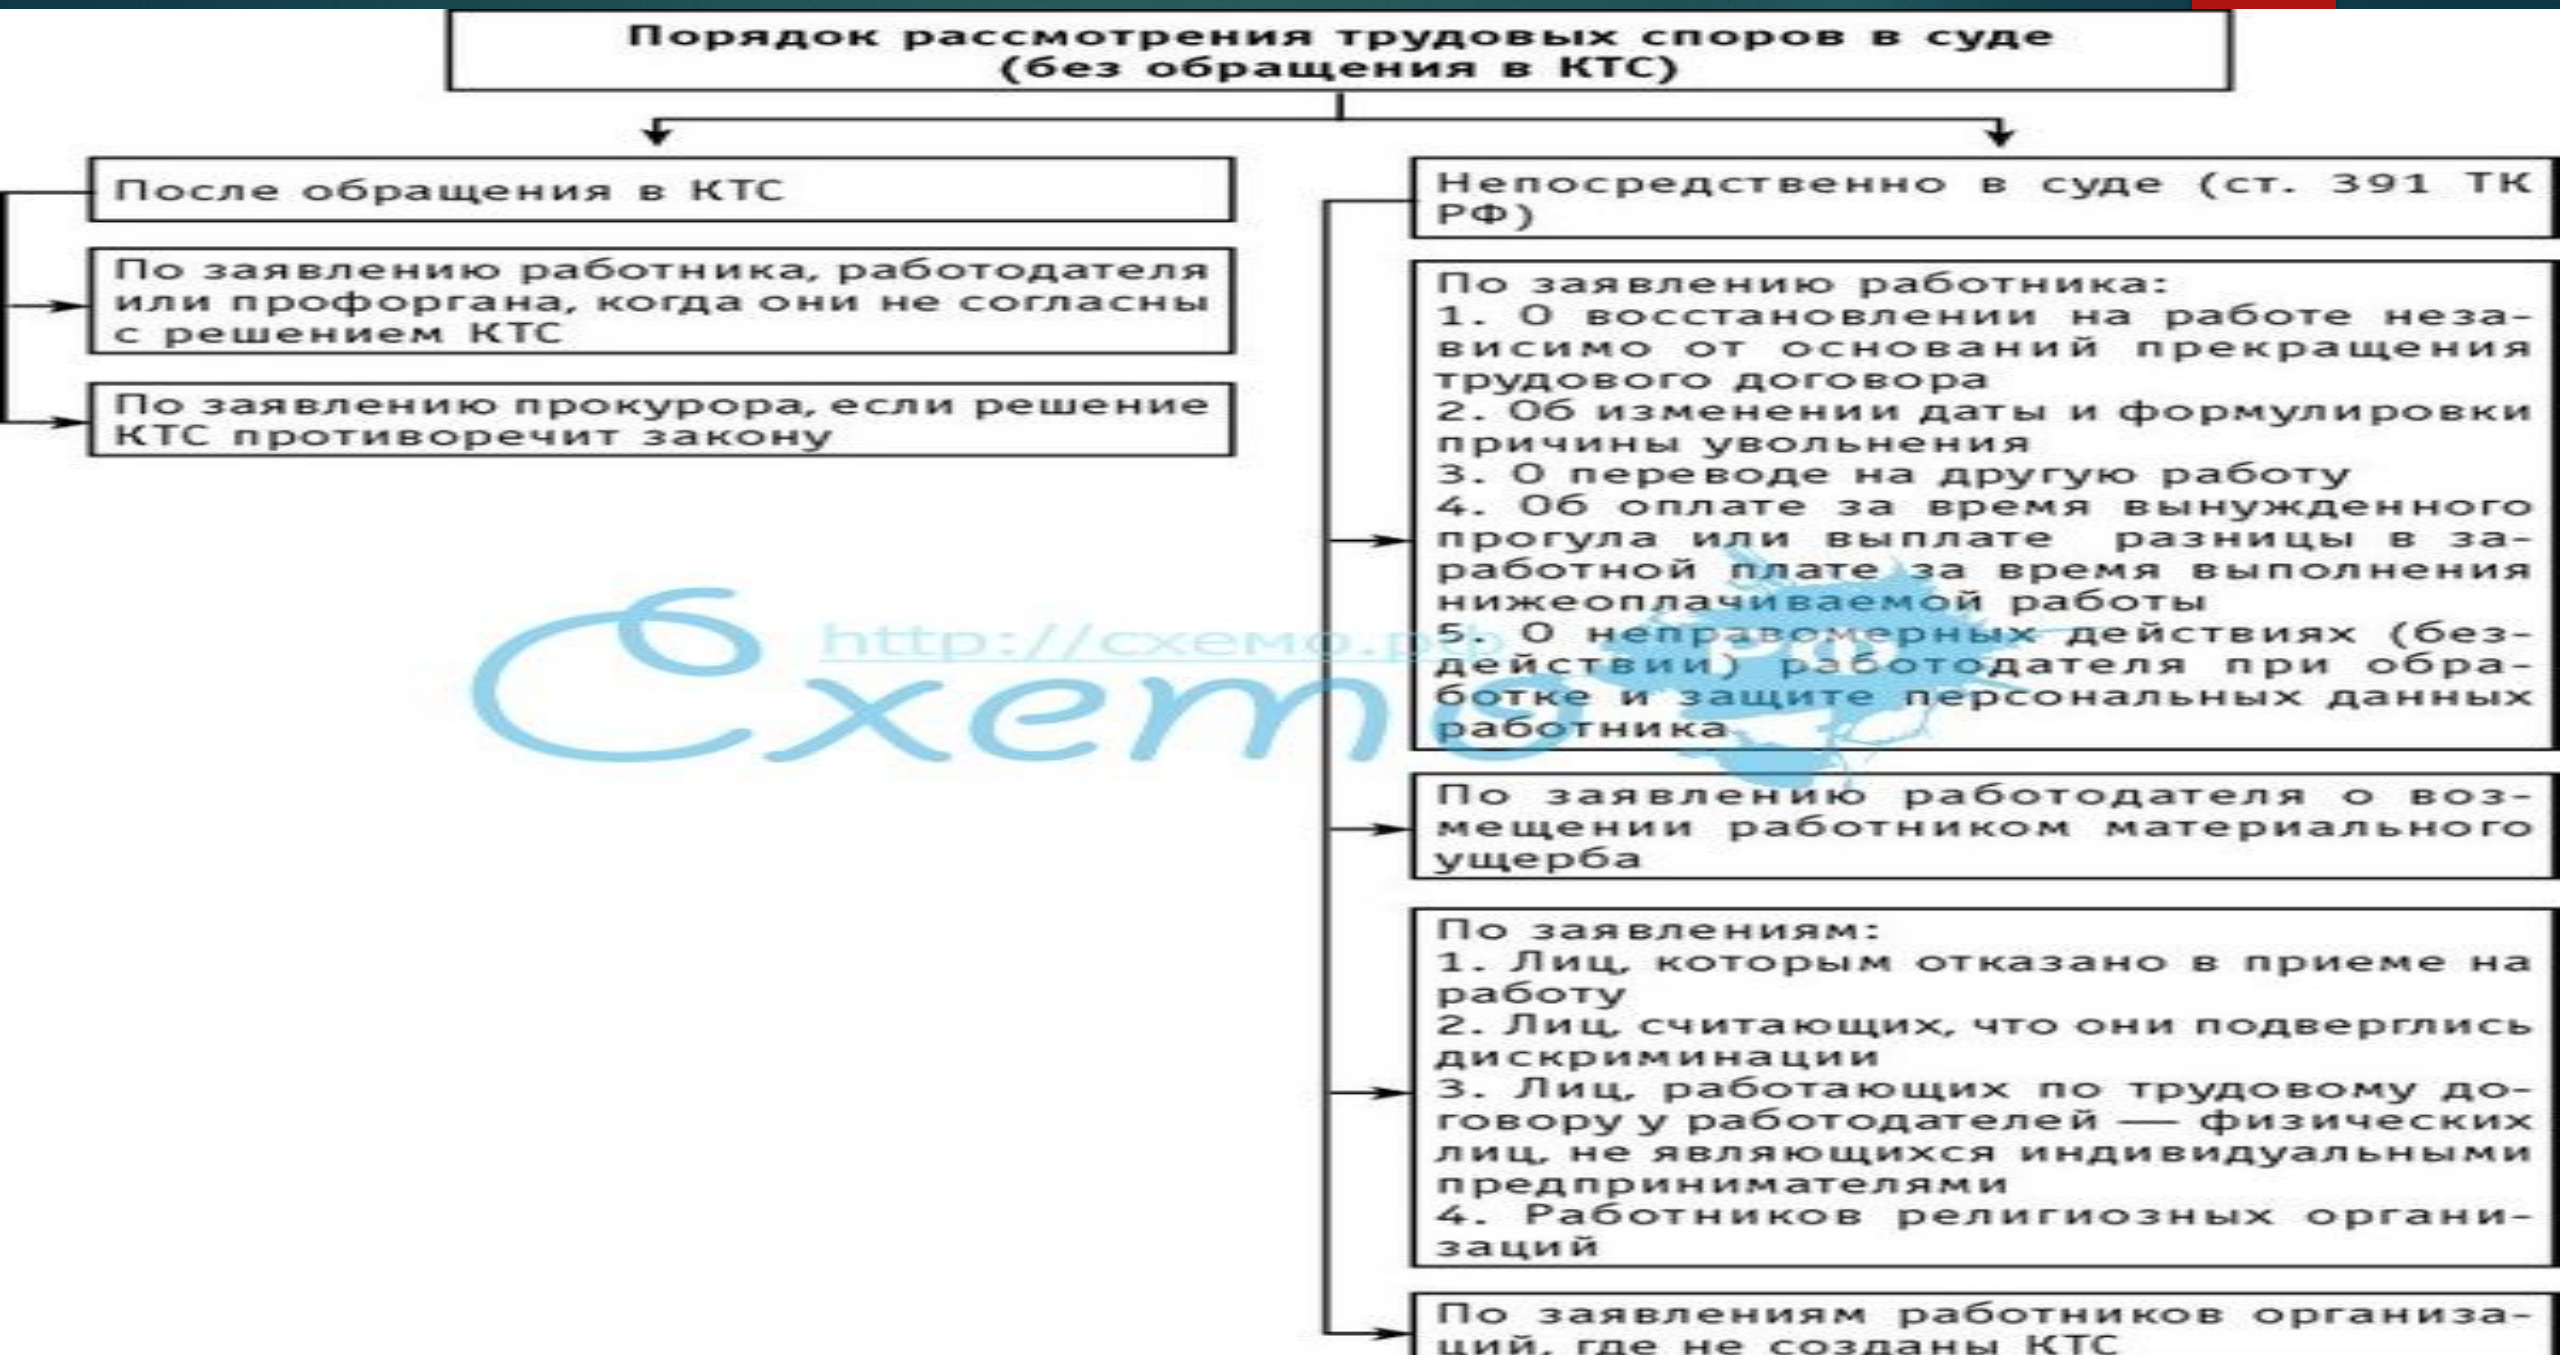 Порядок рассмотрения трудовых споров в суде
(без обращения в КТС)
После обращения в КТС
По заявлению работника, работодателя
или профоргана, когда они не согласны
с решением КТС
По заявлению прокурора, если решение
КТС противоречит закону
Непосредственно в суде (ст. 391 ТК
РФ)
По заявлению работника:
1. О восстановлении на работе неза-
висимо от оснований прекращения
трудового договора
2. Об изменении даты и формулировки
причины увольнения
3. О переводе на другую работу
4. Об оплате за время вынужденного
прогула или выплате разницы в за-
работной плате за время выполнения
нижеоплачиваемой работы
5. О неправомерных действиях (без-
действии) работодателя при обра-
ботке и защите персональных данных
работника
По заявлению работодателя о воз-
мещении работником материального
ущерба
По заявлениям:
1. Лиц, которым отказано в приеме на
работу
2. Лиц, считающих, что они подверглись
дискриминации
3. Лиц, работающих по трудовому до-
говору у работодателей — физических
лиц, не являющихся индивидуальными
предпринимателями
4. Работников религиозных органи-
заций
По заявлениям работников организа-
ций, где не созданы КТС
http://схемо.рф
Схемо
РФ